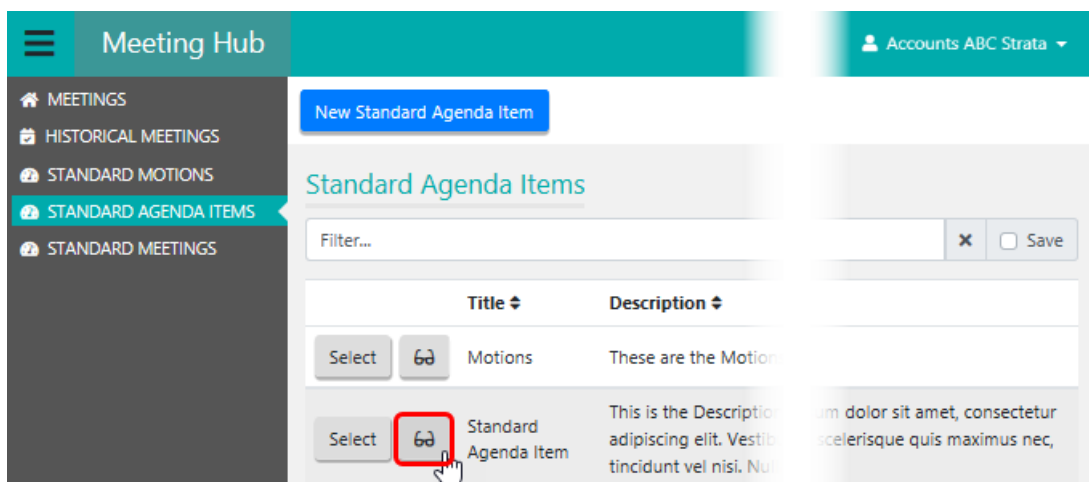 Meeting Hub
Accounts ABC Strata
MEETINGS
HISTORICAL MEETINGS
STANDARD MOTIONS
STANDARD AGENDA ITEMS
STANDARD MEETINGS
New Standard Agenda Item
Standard Agenda Items
Filter...
Save
Title Description
Select Motions These are the Motion
Select Standard Agenda Item
This is the Descriptio um dolor sit amet, consectetur
adipiscing elit. Vestib scelerisque quis maximus nec,
tincidunt vel nisi. Nu